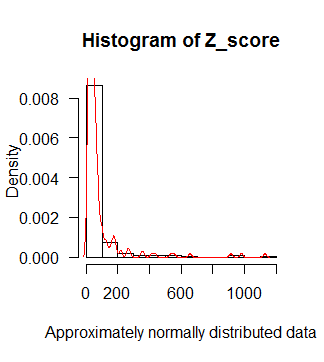 Histogram of Z_score
Density
0.008
0.006
0.004
0.002
0.000
0 200 600 1000
Approximately normally distributed data